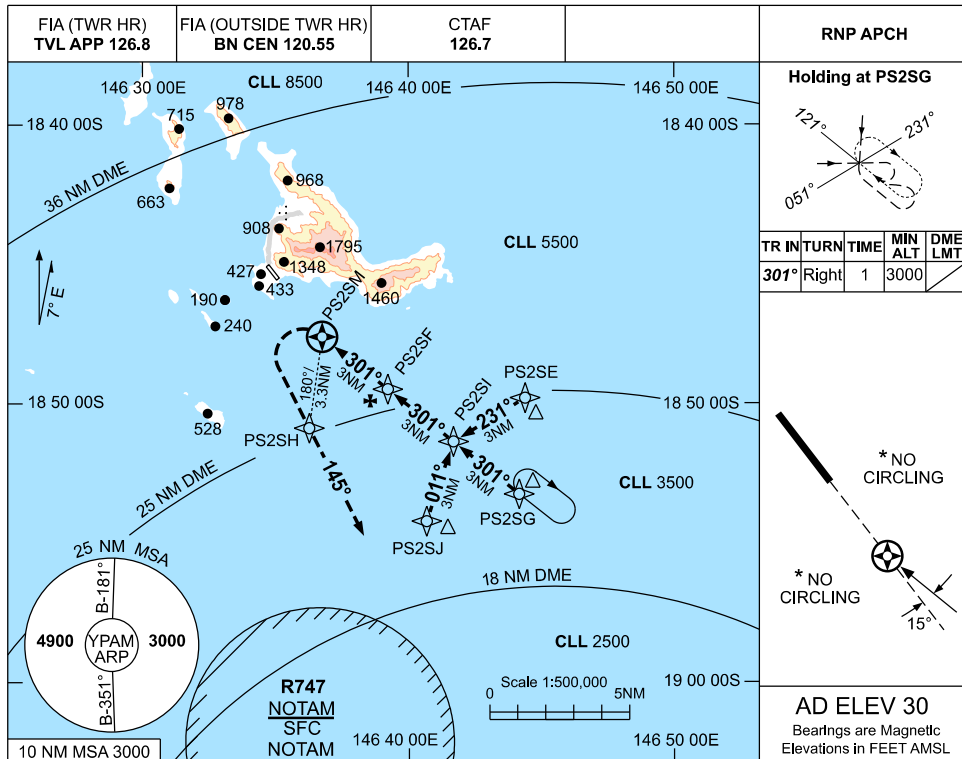 FIA (TWR HR)
TVL APP 126.8
FIA (OUTSIDE TWR HR)
BN CEN 120.55
CTAF
126.7
RNP APCH
146 30 00E
CLL 8500
146 40 00E
146 50 00E
18 40 00S
18 40 00S
978
715
663
36 NM DME
968
908
1795
1348
427
433
1460
190
240
528
CLL 5500
7° E
PS2SM
PS2SF
PS2SI
PS2SE
301°
3NM
301°
3NM
231°
3NM
301°
3NM
011°
3NM
180°/
3.3NM
PS2SH
145°
PS2SG
PS2SJ
18 50 00S
18 50 00S
CLL 3500
25 NM DME
18 NM DME
CLL 2500
25 NM MSA
B-181°
4900
YPAM
ARP
3000
B-351°
10 NM MSA 3000
R747
NOTAM
SFC
NOTAM
Scale 1:500,000
0
5NM
19 00 00S
146 40 00E
146 50 00E
Holding at PS2SG
121°
231°
051°
TR IN TURN TIME MIN ALT DME LMT
301° Right 1 3000
* NO
CIRCLING
* NO
CIRCLING
15°
AD ELEV 30
Bearings are Magnetic
Elevations in FEET AMSL